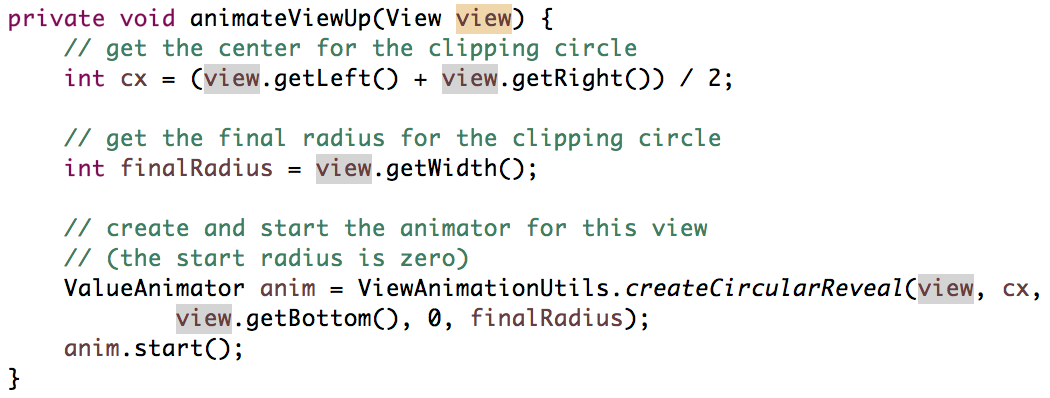 private void animateViewUp(View view) {
    // get the center for the clipping circle
    int cx = (view.getLeft() + view.getRight()) / 2;

    // get the final radius for the clipping circle
    int finalRadius = view.getWidth();

    // create and start the animator for this view
    // (the start radius is zero)
    ValueAnimator anim = ViewAnimationUtils.createCircularReveal(view, cx,
            view.getBottom(), 0, finalRadius);
    anim.start();
}